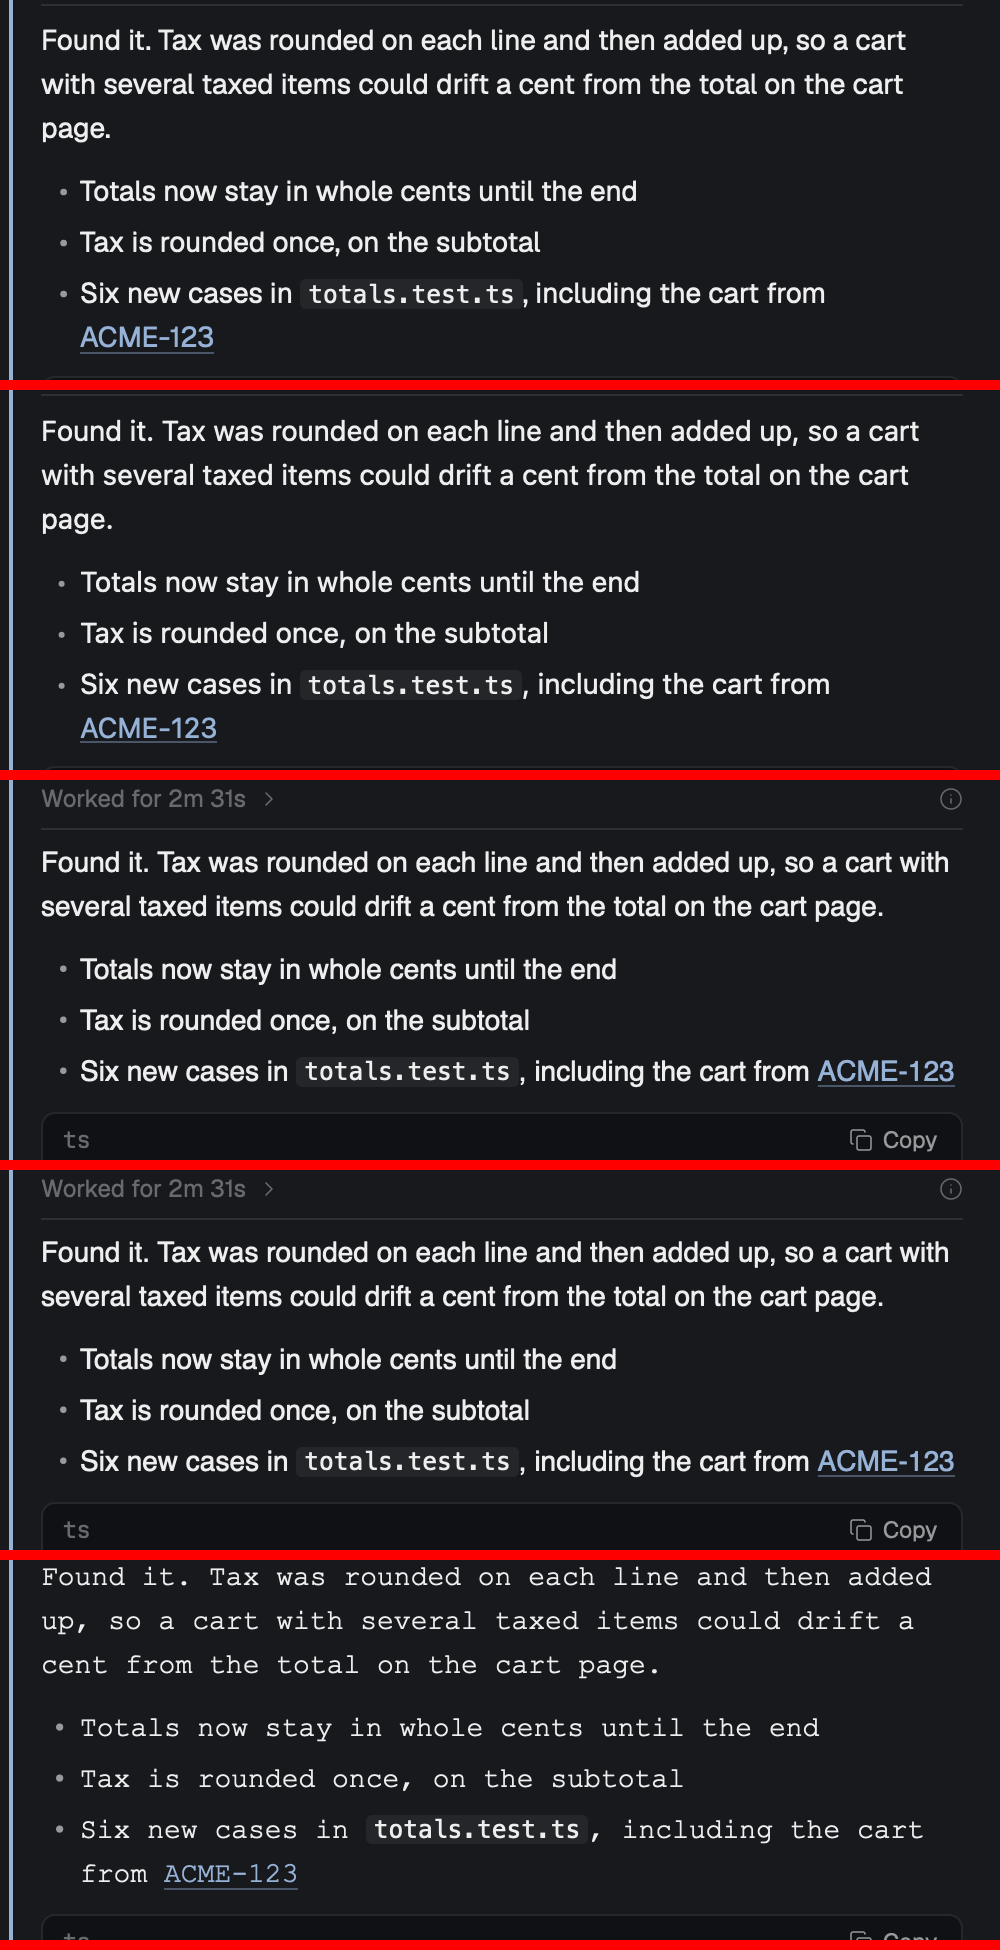 Found it. Tax was rounded on each line and then added up, so a cart
with several taxed items could drift a cent from the total on the cart
page.
• Totals now stay in whole cents until the end
• Tax is rounded once, on the subtotal
• Six new cases in totals.test.ts, including the cart from
ACME-123
Found it. Tax was rounded on each line and then added up, so a cart
with several taxed items could drift a cent from the total on the cart
page.
• Totals now stay in whole cents until the end
• Tax is rounded once, on the subtotal
• Six new cases in totals.test.ts, including the cart from
ACME-123
Worked for 2m 31s >
Found it. Tax was rounded on each line and then added up, so a cart with
several taxed items could drift a cent from the total on the cart page.
• Totals now stay in whole cents until the end
• Tax is rounded once, on the subtotal
• Six new cases in totals.test.ts, including the cart from ACME-123
ts Copy
Worked for 2m 31s >
Found it. Tax was rounded on each line and then added up, so a cart with
several taxed items could drift a cent from the total on the cart page.
• Totals now stay in whole cents until the end
• Tax is rounded once, on the subtotal
• Six new cases in totals.test.ts, including the cart from ACME-123
ts Copy
Found it. Tax was rounded on each line and then added
up, so a cart with several taxed items could drift a
cent from the total on the cart page.
• Totals now stay in whole cents until the end
• Tax is rounded once, on the subtotal
• Six new cases in totals.test.ts, including the cart
from ACME-123
ts Copy